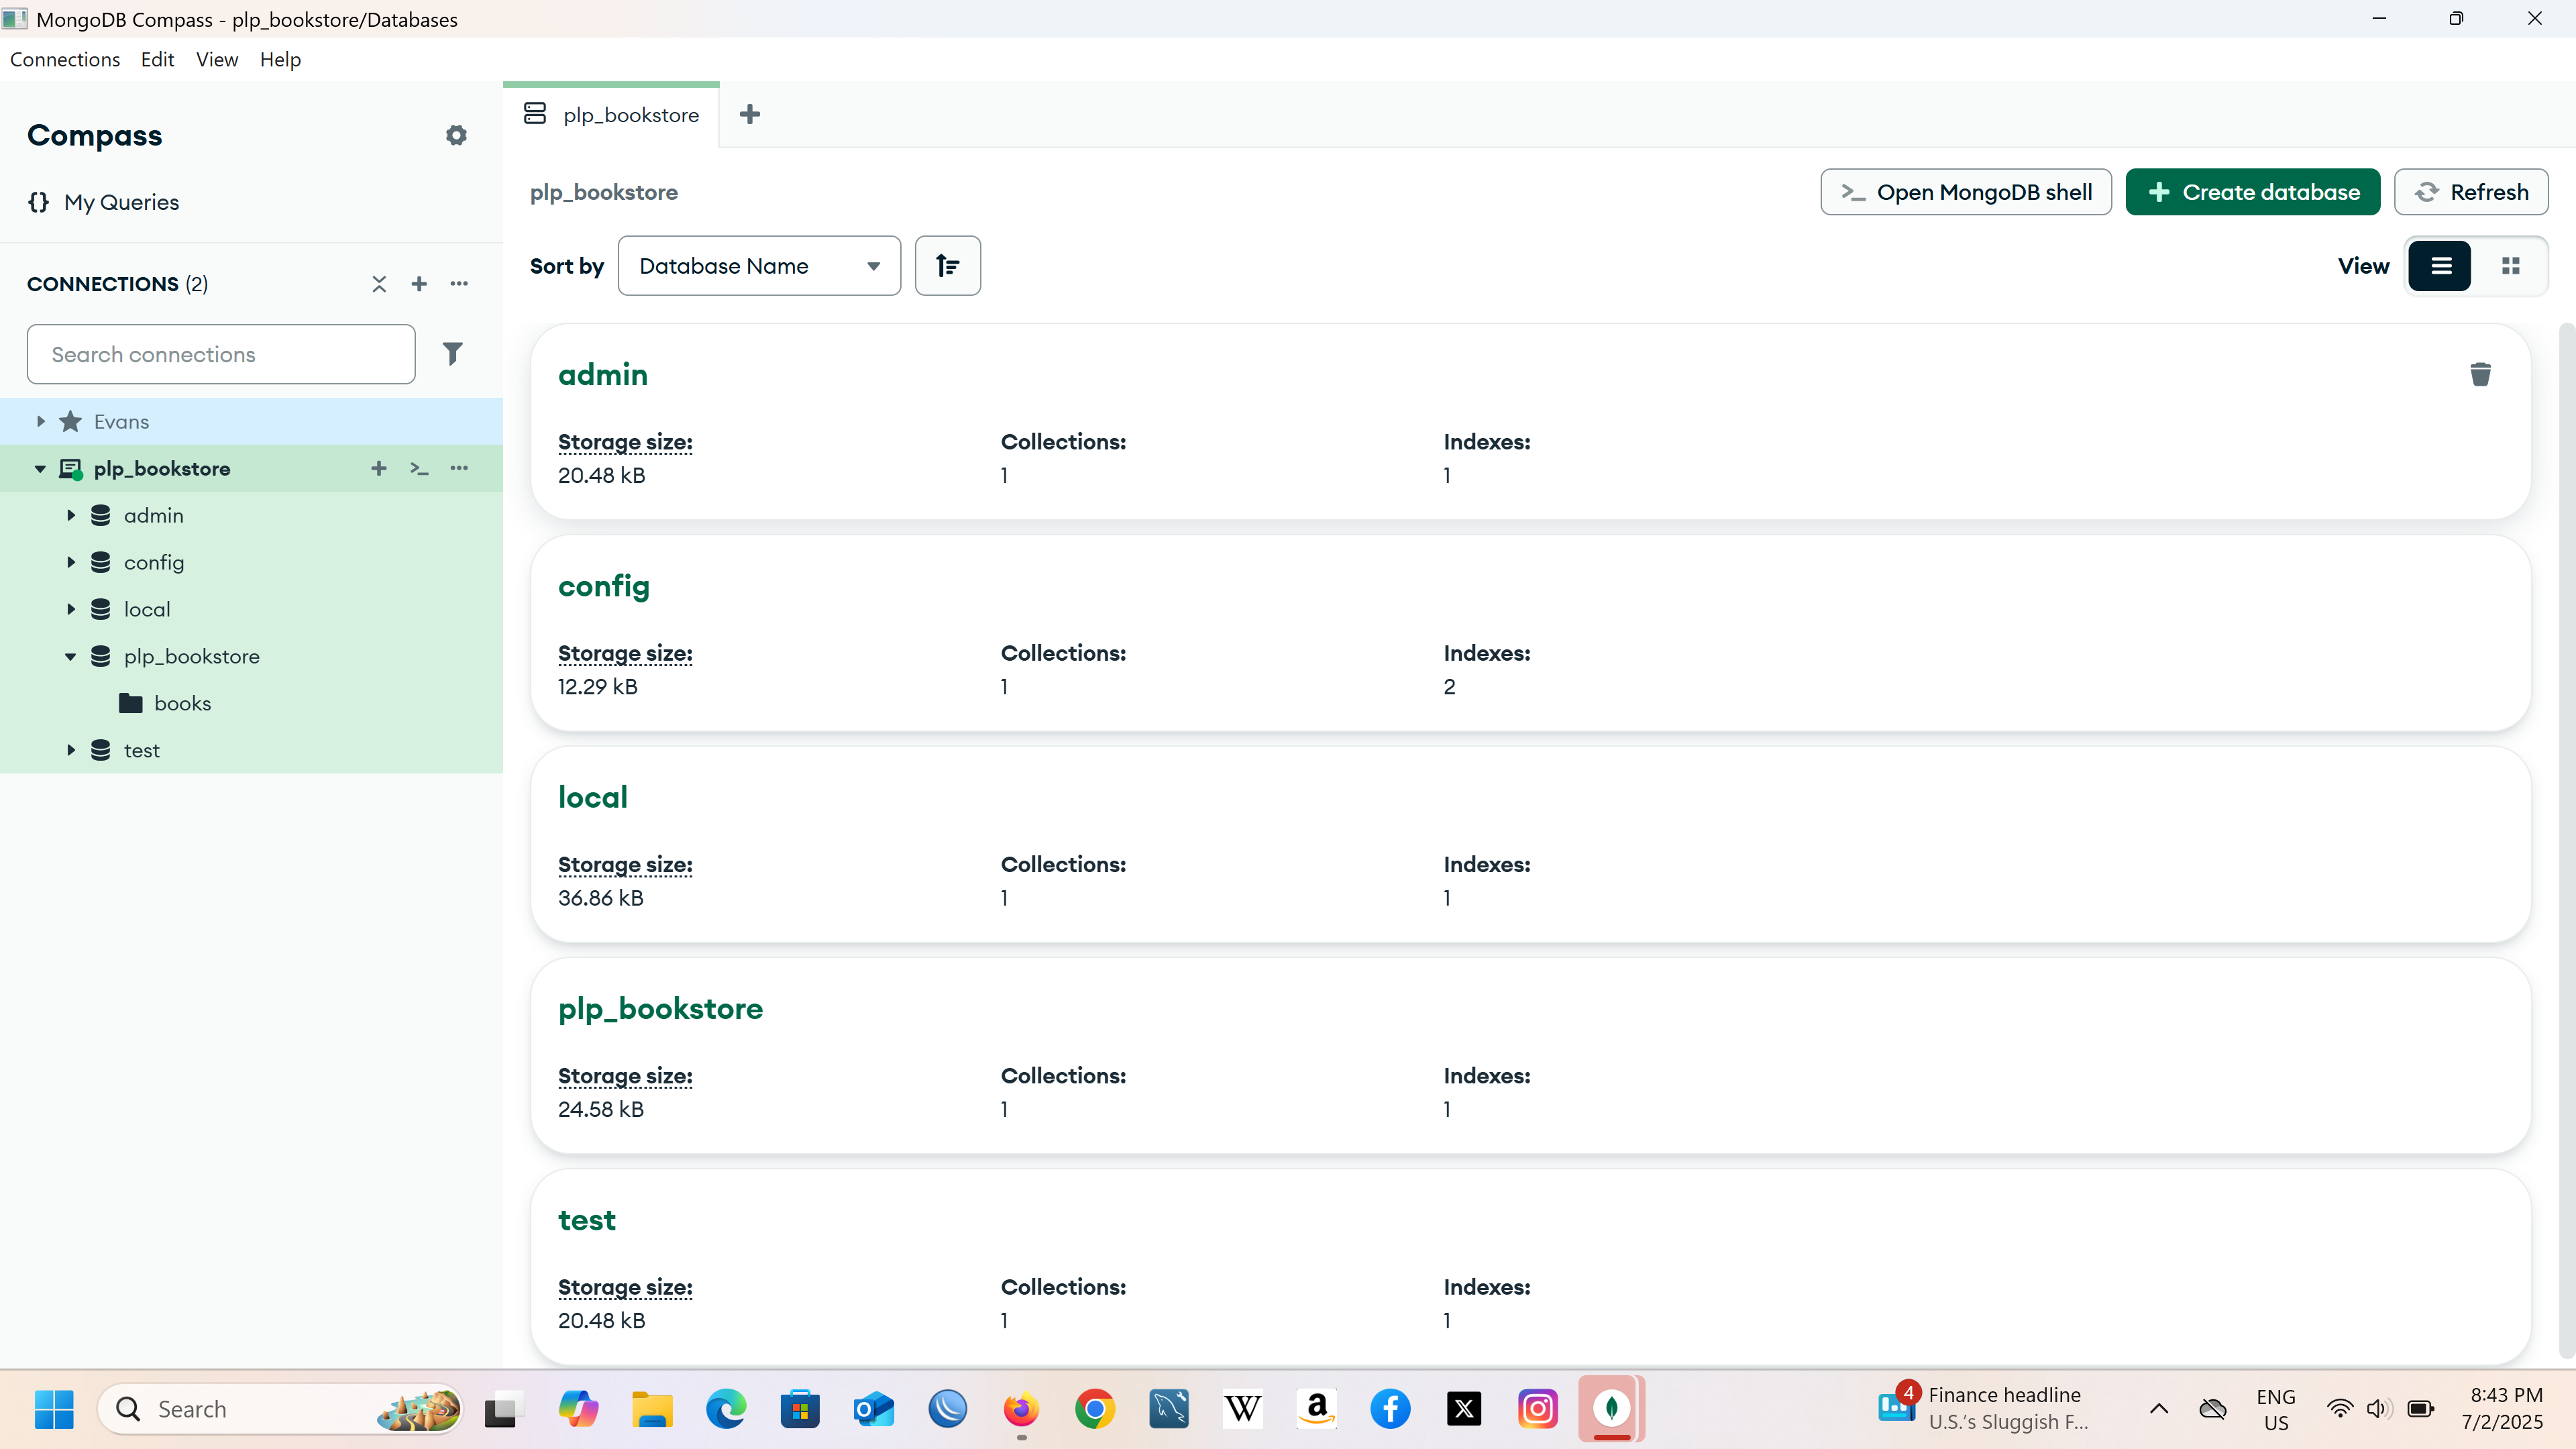 MongoDB Compass - plp_bookstore/Databases
Connections Edit View Help
Compass
My Queries
CONNECTIONS (2)
Search connections
Evans
plp_bookstore
admin
config
local
plp_bookstore
books
test
plp_bookstore
plp_bookstore
Open MongoDB shell
Create database
Refresh
Sort by Database Name
View
admin
Storage size: Collections: Indexes:
20.48 kB 1 1
config
Storage size: Collections: Indexes:
12.29 kB 1 2
local
Storage size: Collections: Indexes:
36.86 kB 1 1
plp_bookstore
Storage size: Collections: Indexes:
24.58 kB 1 1
test
Storage size: Collections: Indexes:
20.48 kB 1 1
Search
4
Finance headline
U.S.'s Sluggish F...
ENG
US
8:43 PM
7/2/2025